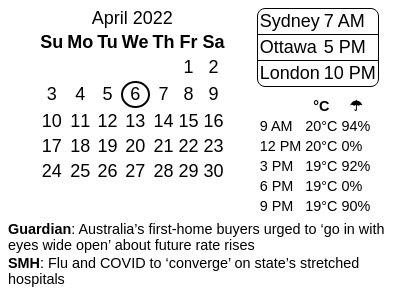 April 2022
Su Mo Tu We Th Fr Sa
1 2
3 4 5 6 7 8 9
10 11 12 13 14 15 16
17 18 19 20 21 22 23
24 25 26 27 28 29 30
Sydney 7 AM
Ottawa 5 PM
London 10 PM
°C ☂
9 AM 20°C 94%
12 PM 20°C 0%
3 PM 19°C 92%
6 PM 19°C 0%
9 PM 19°C 90%
Guardian: Australia’s first-home buyers urged to ‘go in with
eyes wide open’ about future rate rises
SMH: Flu and COVID to ‘converge’ on state’s stretched
hospitals